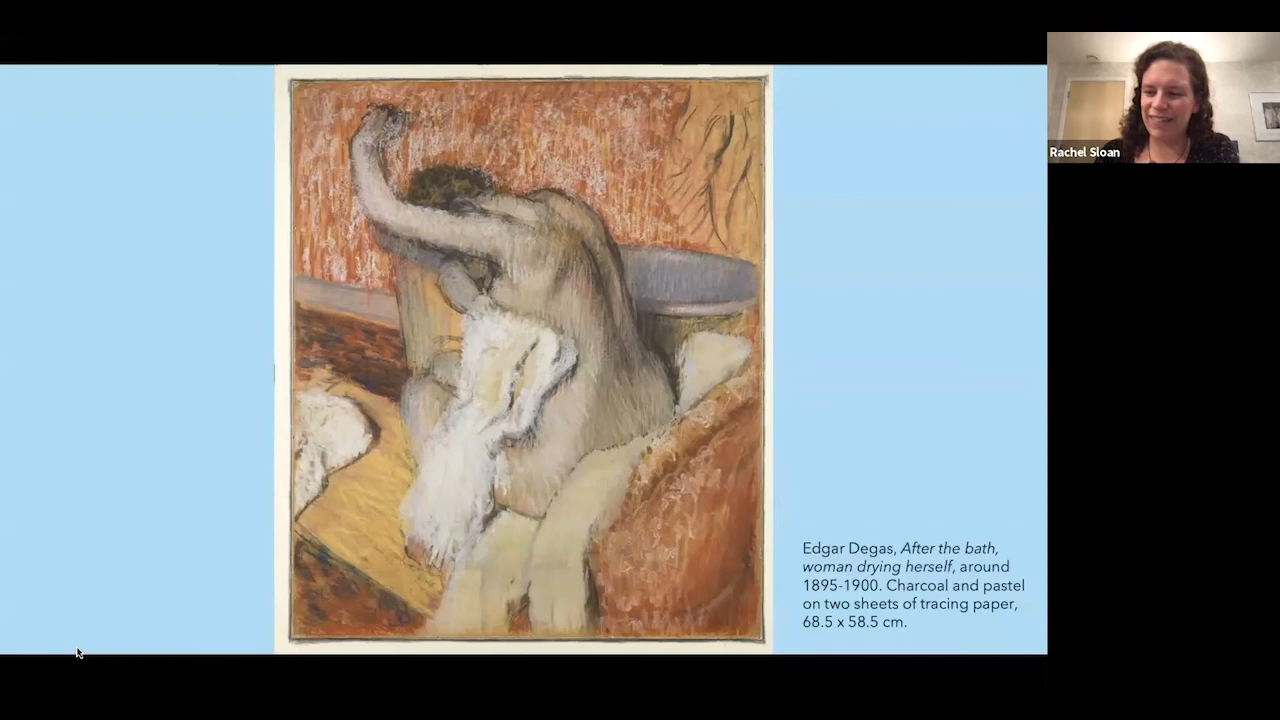 Rachel Sloan
Edgar Degas, After the bath,
woman drying herself, around
1895-1900. Charcoal and pastel
on two sheets of tracing paper,
68.5 x 58.5 cm.